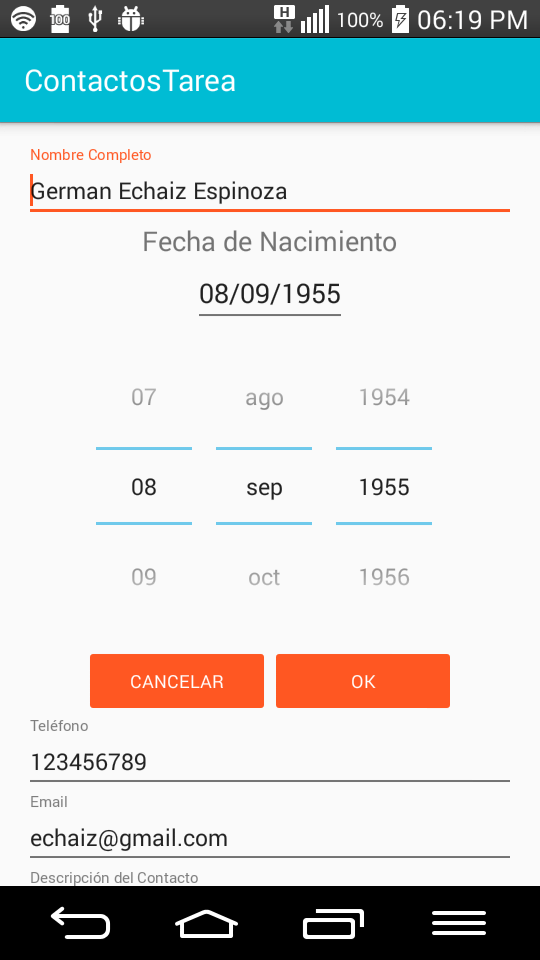 100 H 100% 06:19 PM
ContactosTarea
Nombre Completo
German Echaiz Espinoza
Fecha de Nacimiento
08/09/1955
07 ago 1954
08 sep 1955
09 oct 1956
CANCELAR OK
Teléfono
123456789
Email
echaiz@gmail.com
Descripción del Contacto